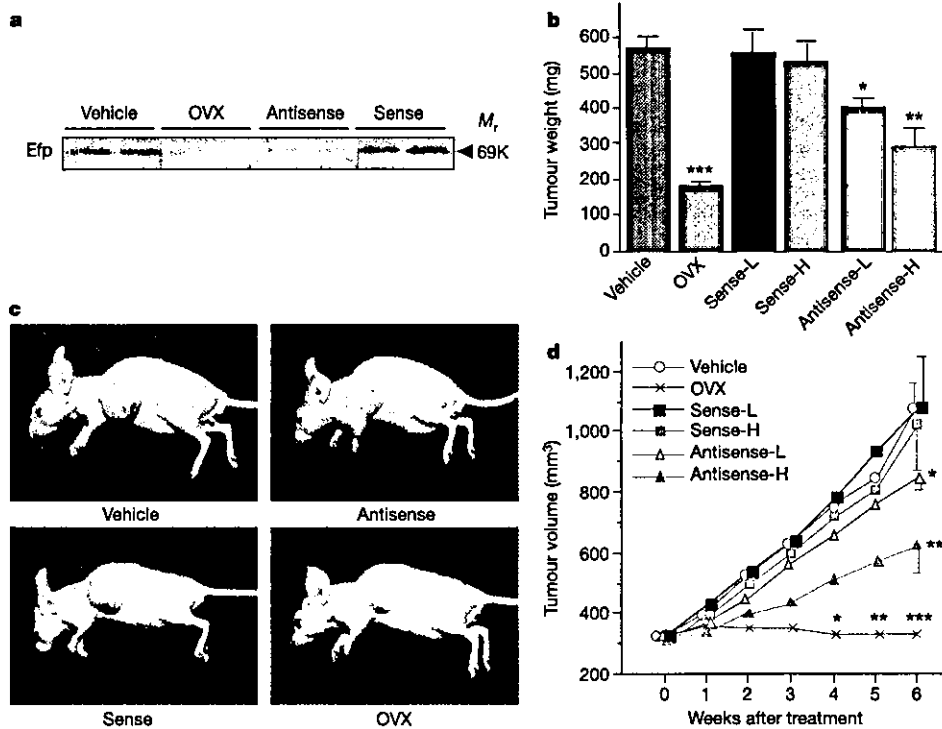 a
Vehicle OVX Antisense Sense Mr
Efp 69K
b
Tumour weight (mg)
600
500
400
300
200
100
0
***
*
**
Vehicle OVX Sense-L Sense-H Antisense-L Antisense-H
c
Vehicle Antisense
Sense OVX
d
Tumour volume (mm³)
1,200
1,000
800
600
400
200
Vehicle
OVX
Sense-L
Sense-H
Antisense-L
Antisense-H
*
**
* ** ***
0 1 2 3 4 5 6
Weeks after treatment